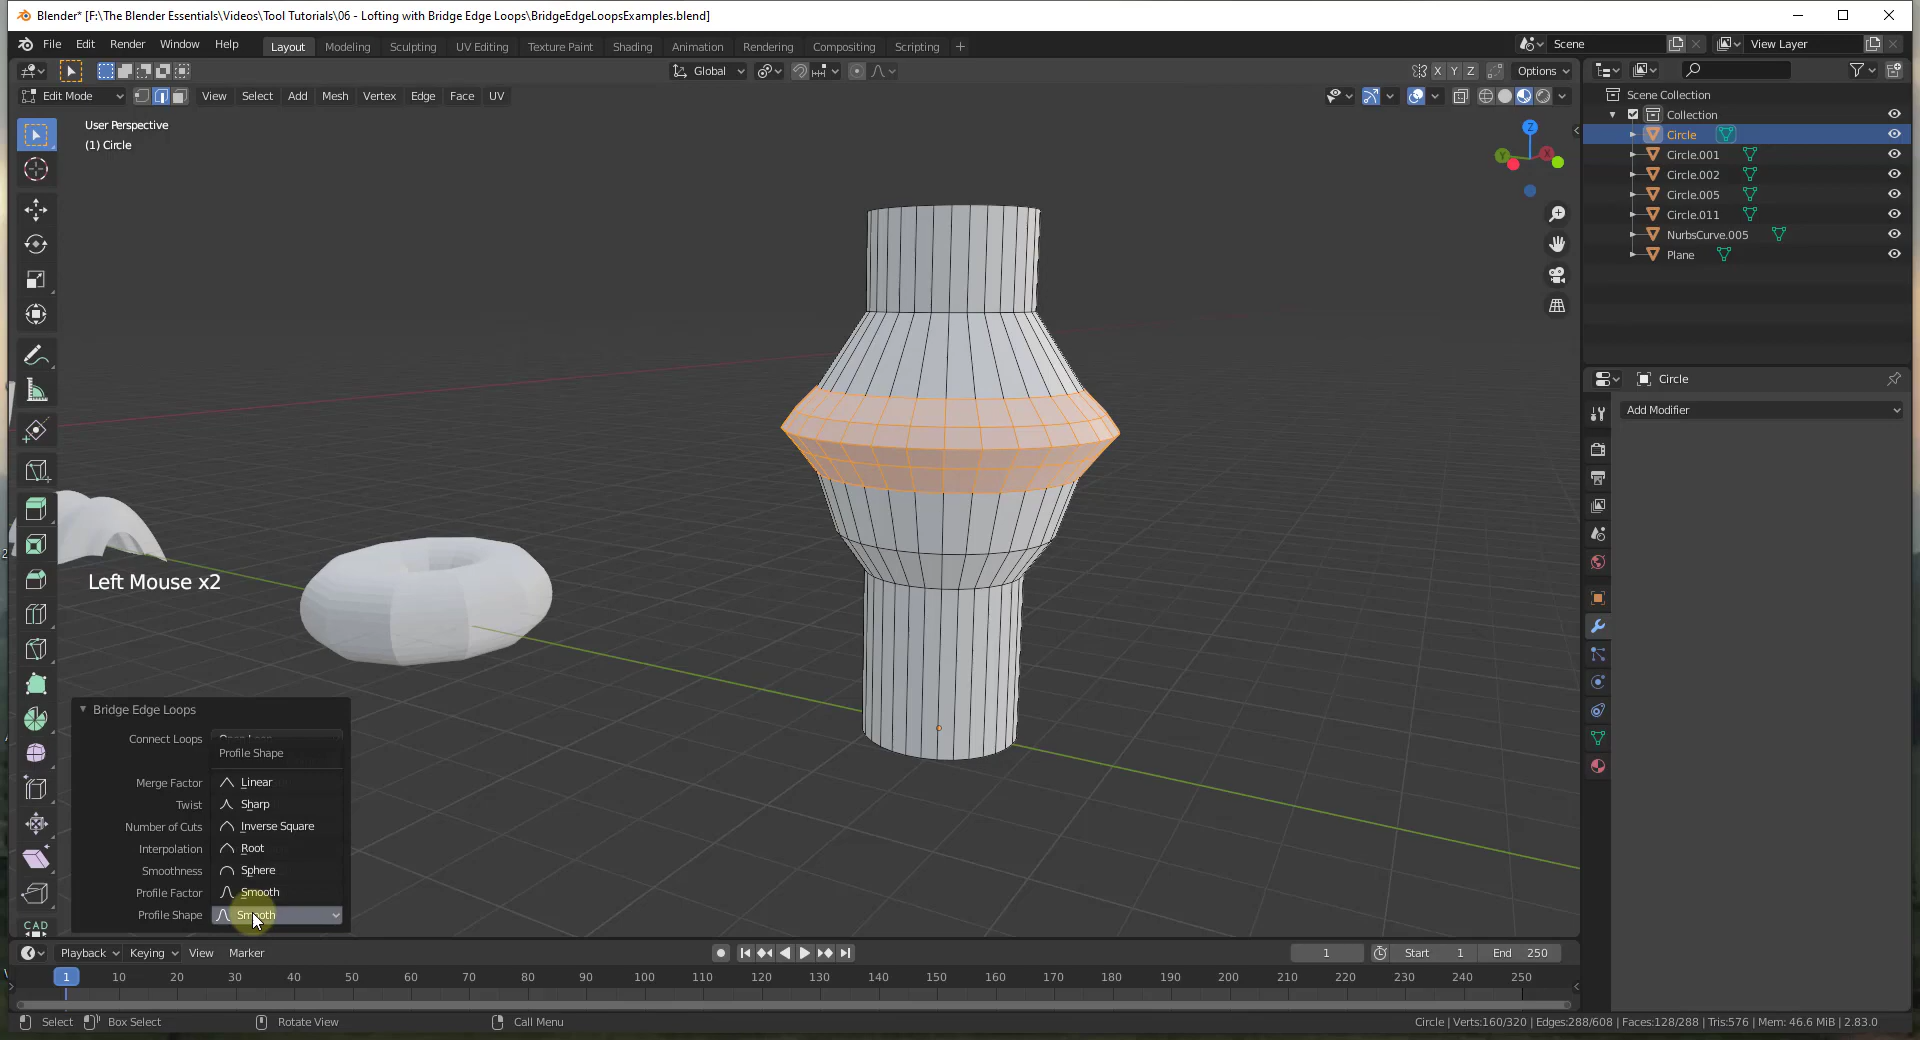 Blender* [F:\The Blender Essentials\Videos\Tool Tutorials\06 - Lofting with Bridge Edge Loops\BridgeEdgeLoopsExamples.blend]
File Edit Render Window Help Layout Modeling Sculpting UV Editing Texture Paint Shading Animation Rendering Compositing Scripting + Scene View Layer
Global X Y Z Options
Edit Mode View Select Add Mesh Vertex Edge Face UV
User Perspective
(1) Circle
Z
Y
X
Scene Collection
Collection
Circle
Circle.001
Circle.002
Circle.005
Circle.011
NurbsCurve.005
Plane
Circle
Add Modifier
Left Mouse x2
Bridge Edge Loops
Connect Loops
Profile Shape
Merge Factor Linear
Twist Sharp
Number of Cuts Inverse Square
Interpolation Root
Smoothness Sphere
Profile Factor Smooth
Profile Shape Smooth
CAD
Playback Keying View Marker 1 Start 1 End 250
1 10 20 30 40 50 60 70 80 90 100 110 120 130 140 150 160 170 180 190 200 210 220 230 240 250
Select Box Select Rotate View Call Menu Circle | Verts:160/320 | Edges:288/608 | Faces:128/288 | Tris:576 | Mem: 46.6 MiB | 2.83.0